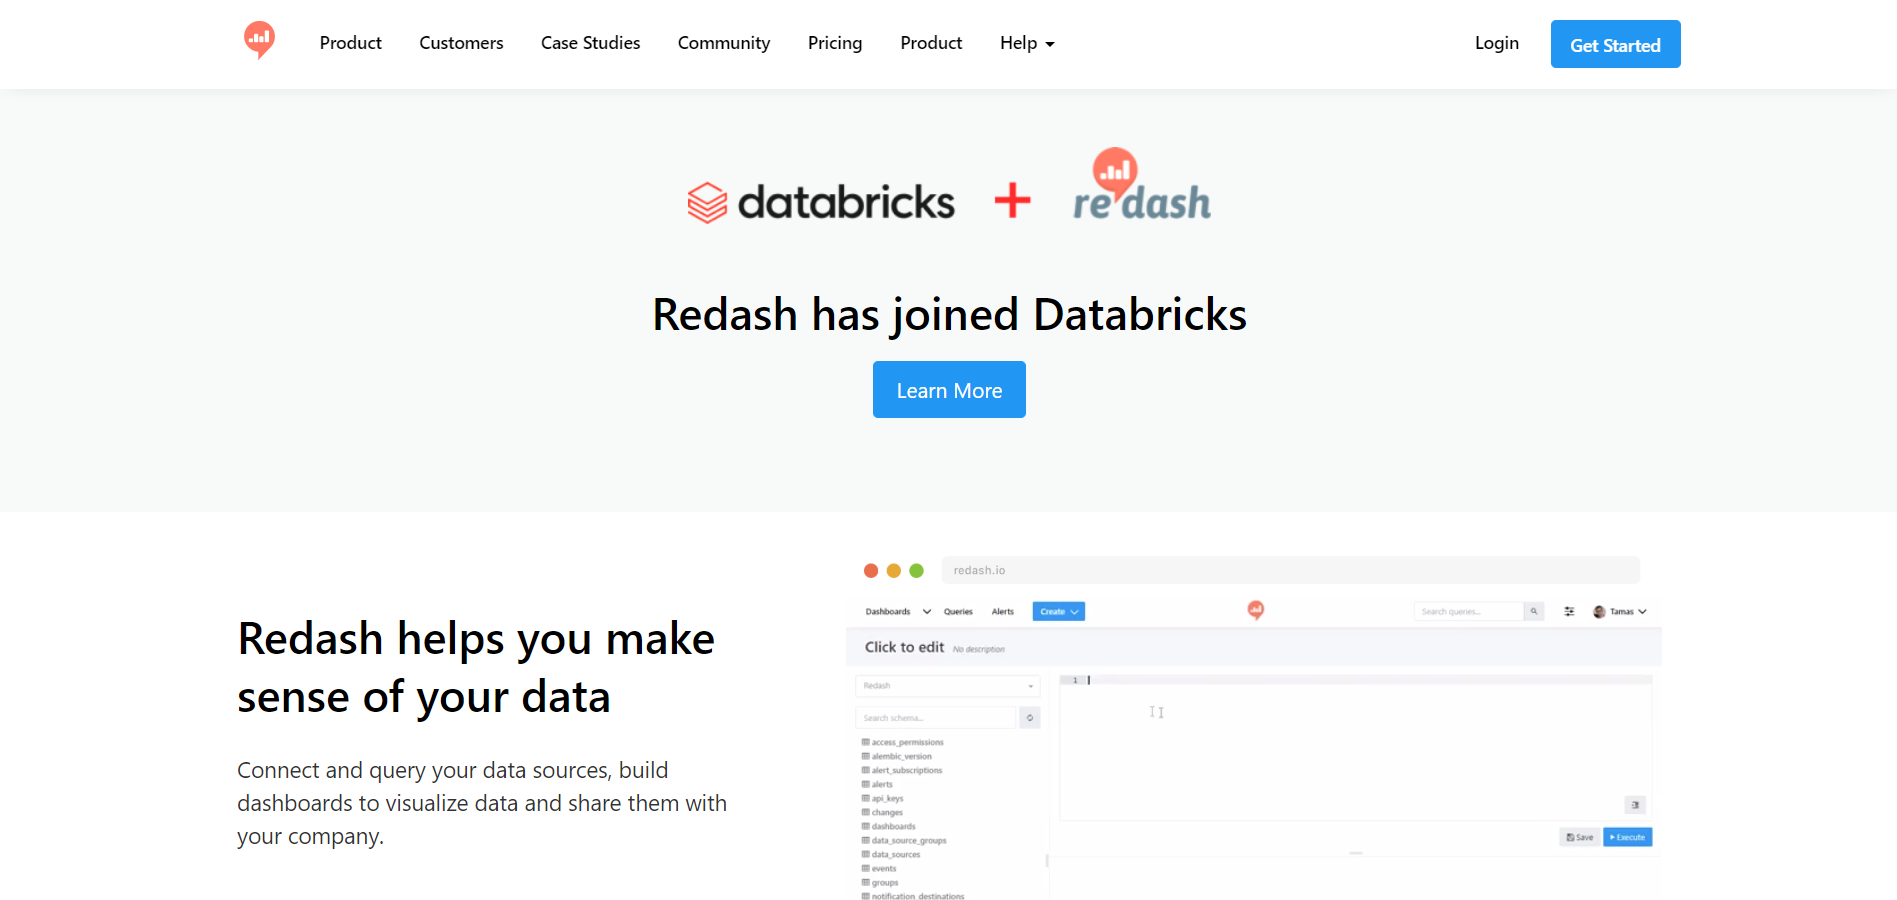 Product Customers Case Studies Community Pricing Product Help Login Get Started
databricks + redash
Redash has joined Databricks
Learn More
Redash helps you make
sense of your data
Connect and query your data sources, build
dashboards to visualize data and share them with
your company.
redash.io
Dashboards Queries Alerts Create Search queries... Tamas
Click to edit No description
Redash
1
Search schema...
access_permissions
alembic_version
alert_subscriptions
alerts
api_keys
changes
dashboards
data_source_groups
Save Execute
data_sources
events
groups
notification_destinations